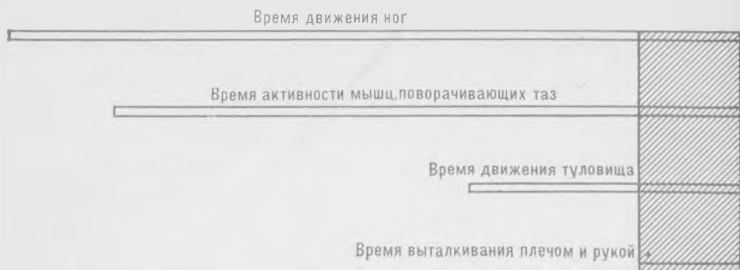 Время движения ног
Время активности мышц, поворачивающих таз
Время движения туловища
Время выталкивания плечом и рукой